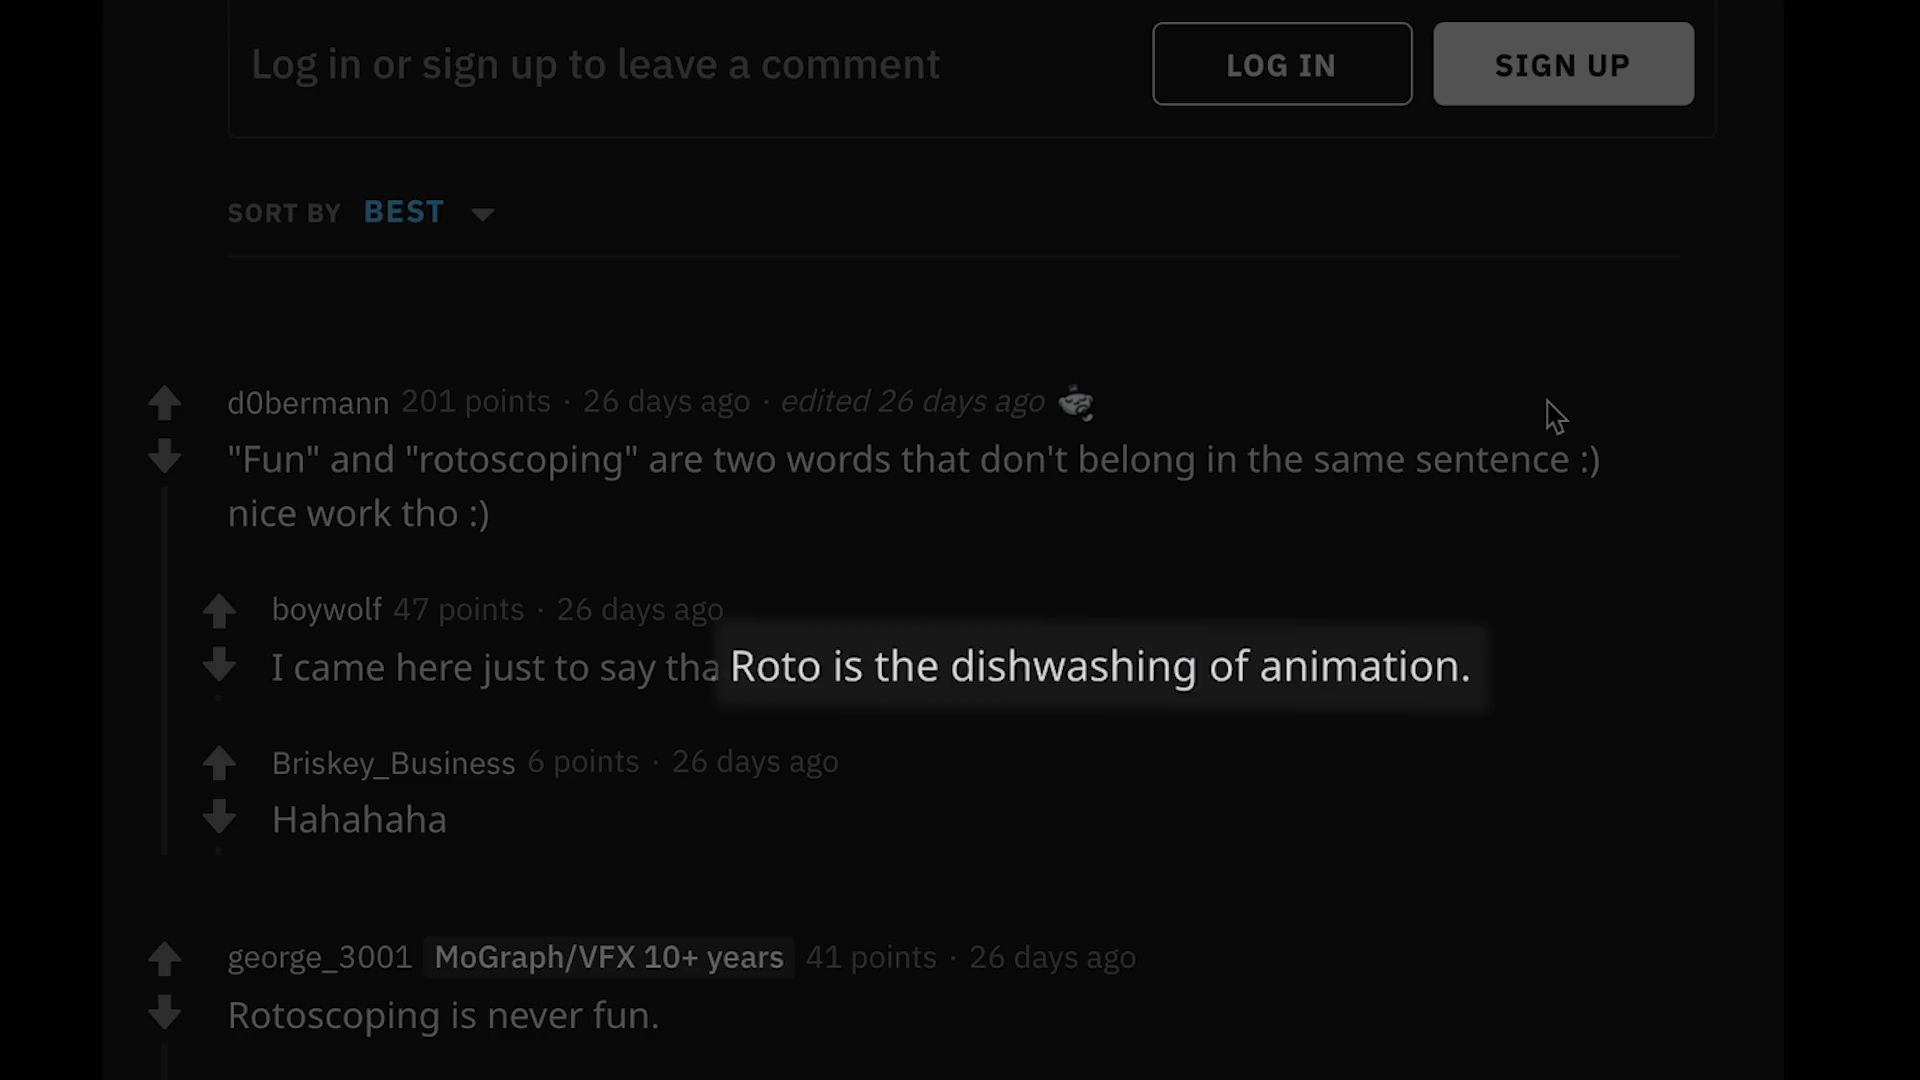 Log in or sign up to leave a comment
LOG IN
SIGN UP
SORT BY BEST
d0bermann 201 points · 26 days ago · edited 26 days ago
"Fun" and "rotoscoping" are two words that don't belong in the same sentence :)
nice work tho :)
boywolf 47 points · 26 days ago
I came here just to say tha Roto is the dishwashing of animation.
Briskey_Business 6 points · 26 days ago
Hahahaha
george_3001 MoGraph/VFX 10+ years 41 points · 26 days ago
Rotoscoping is never fun.